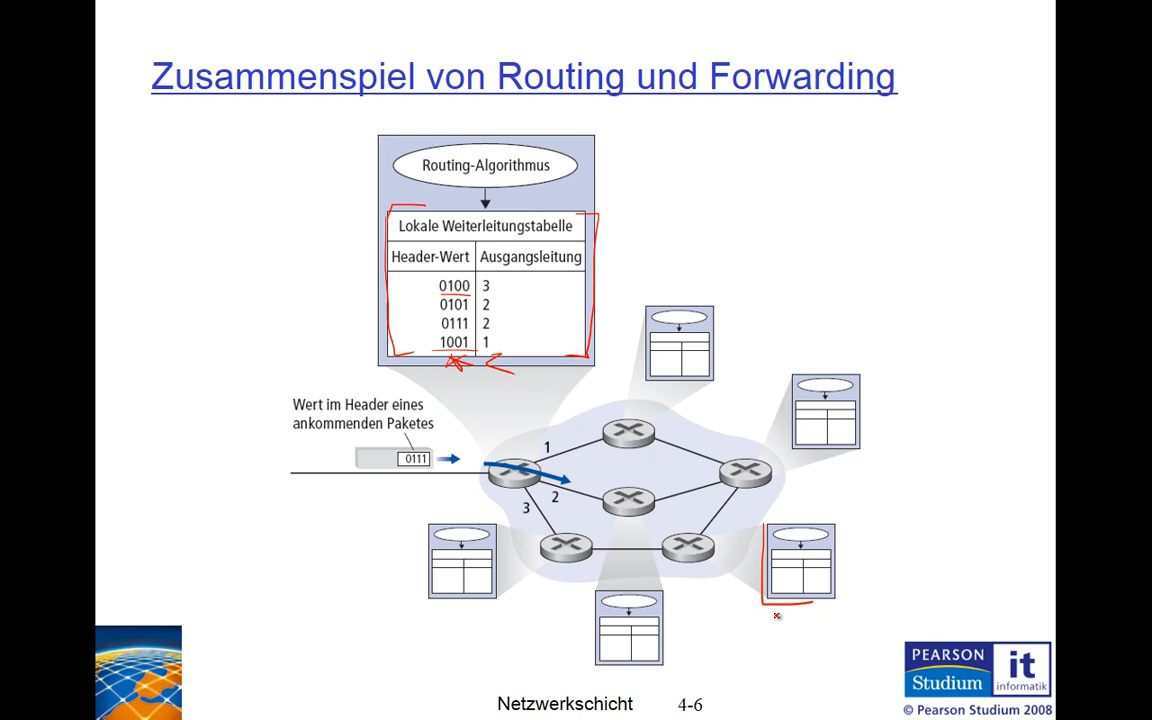 Zusammenspiel von Routing und Forwarding
Routing-Algorithmus
Lokale Weiterleitungstabelle
Header-Wert Ausgangsleitung
0100 3
0101 2
0111 2
1001 1
Wert im Header eines
ankommenden Paketes
0111
1
2
3
Netzwerkschicht 4-6
PEARSON
Studium
it
informatik
© Pearson Studium 2008